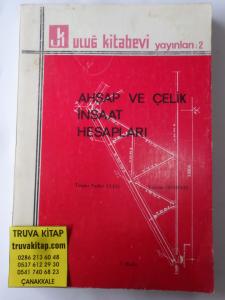 uluğ kitabevi yayınları: 2
AHŞAP VE ÇELİK
İNŞAAT
HESAPLARI
TRUVA KİTAP
truvakitap.com
0286 213 60 48
0537 612 29 30
0541 740 68 23
ÇANAKKALE